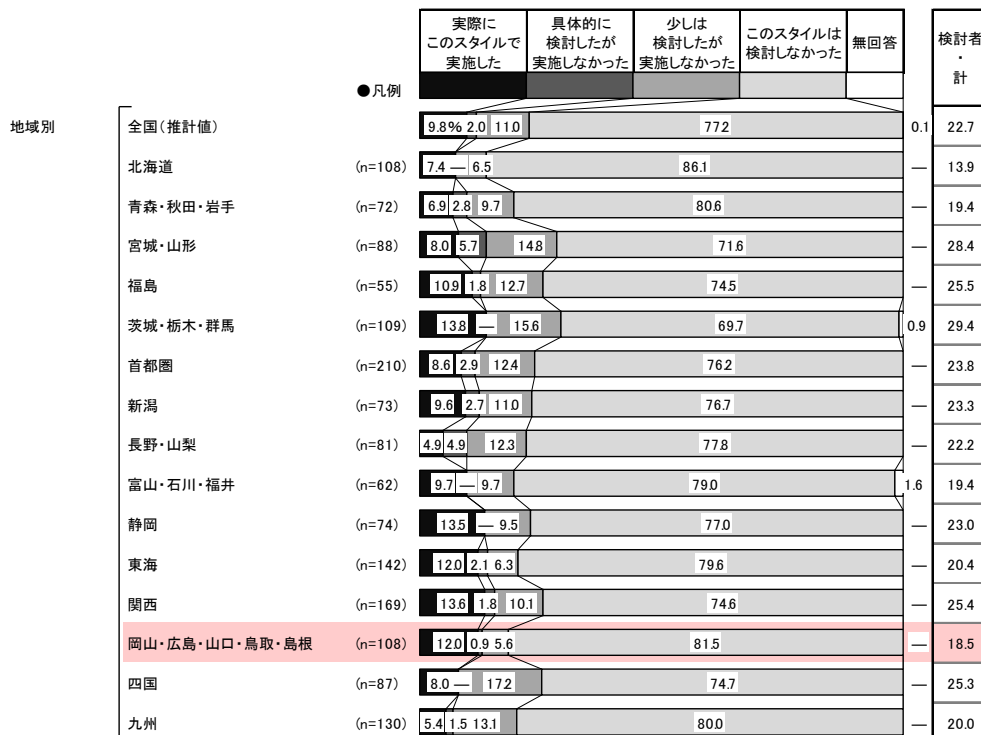 実際に
このスタイルで
実施した
具体的に
検討したが
実施しなかった
少しは
検討したが
実施しなかった
このスタイルは
検討しなかった
無回答
検討者
・
計
●凡例
地域別
全国(推計値) 9.8% 2.0 11.0 77.2 0.1 22.7
北海道 (n=108) 7.4 — 6.5 86.1 — 13.9
青森・秋田・岩手 (n=72) 6.9 2.8 9.7 80.6 — 19.4
宮城・山形 (n=88) 8.0 5.7 14.8 71.6 — 28.4
福島 (n=55) 10.9 1.8 12.7 74.5 — 25.5
茨城・栃木・群馬 (n=109) 13.8 — 15.6 69.7 0.9 29.4
首都圏 (n=210) 8.6 2.9 12.4 76.2 — 23.8
新潟 (n=73) 9.6 2.7 11.0 76.7 — 23.3
長野・山梨 (n=81) 4.9 4.9 12.3 77.8 — 22.2
富山・石川・福井 (n=62) 9.7 — 9.7 79.0 1.6 19.4
静岡 (n=74) 13.5 — 9.5 77.0 — 23.0
東海 (n=142) 12.0 2.1 6.3 79.6 — 20.4
関西 (n=169) 13.6 1.8 10.1 74.6 — 25.4
岡山・広島・山口・鳥取・島根 (n=108) 12.0 0.9 5.6 81.5 — 18.5
四国 (n=87) 8.0 — 17.2 74.7 — 25.3
九州 (n=130) 5.4 1.5 13.1 80.0 — 20.0